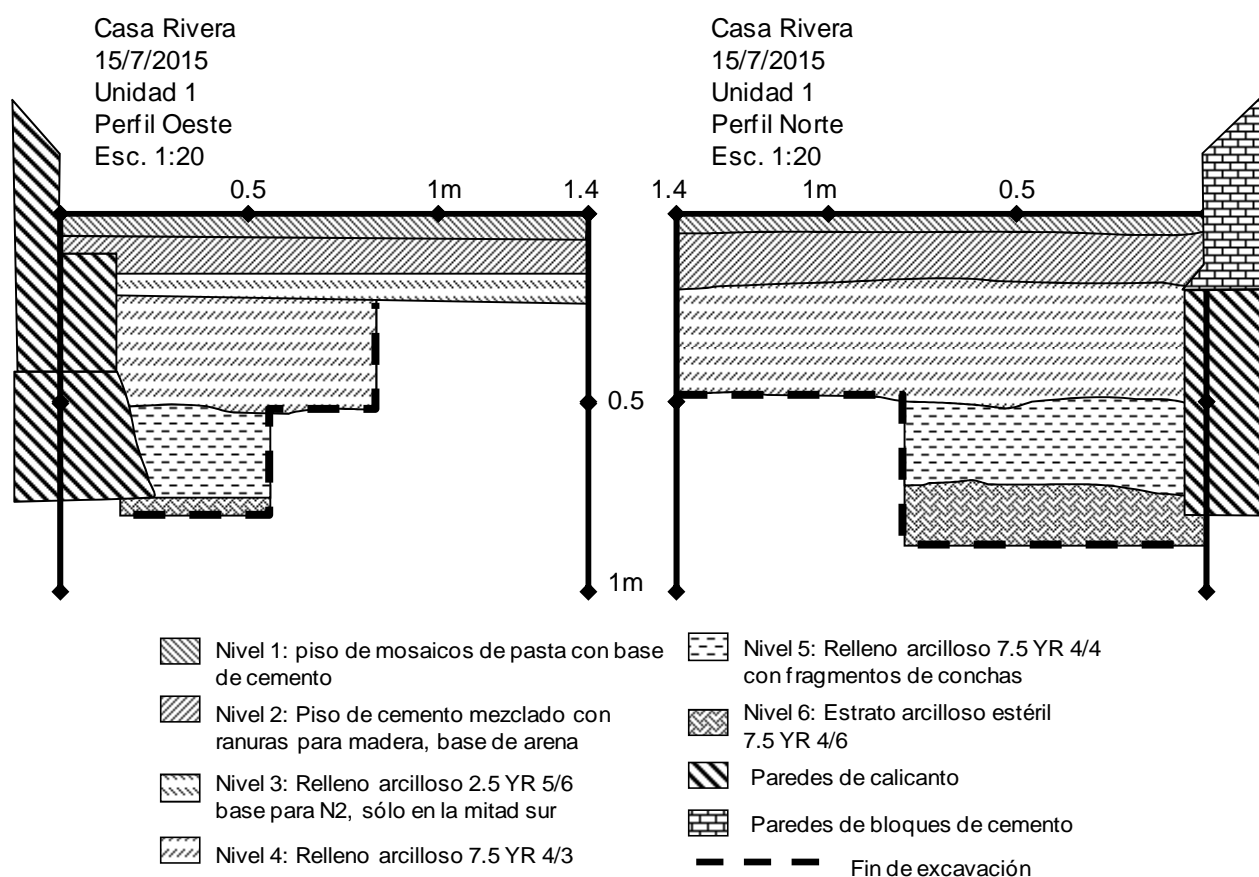 Casa Rivera
15/7/2015
Unidad 1
Perfil Oeste
Esc. 1:20
0.5
1m
1.4
Casa Rivera
15/7/2015
Unidad 1
Perfil Norte
Esc. 1:20
1.4
1m
0.5
0.5
1m
Nivel 1: piso de mosaicos de pasta con base
de cemento
Nivel 2: Piso de cemento mezclado con
ranuras para madera, base de arena
Nivel 3: Relleno arcilloso 2.5 YR 5/6
base para N2, sólo en la mitad sur
Nivel 4: Relleno arcilloso 7.5 YR 4/3
Nivel 5: Relleno arcilloso 7.5 YR 4/4
con fragmentos de conchas
Nivel 6: Estrato arcilloso estéril
7.5 YR 4/6
Paredes de calicanto
Paredes de bloques de cemento
Fin de excavación